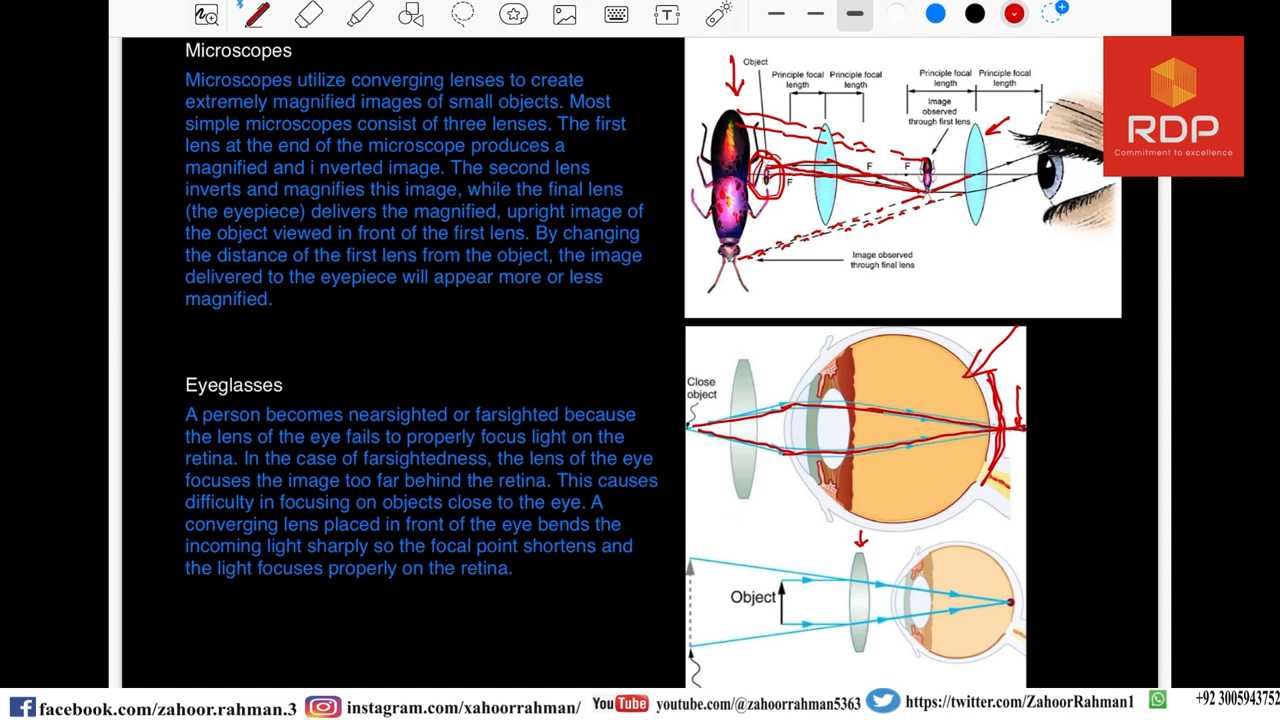 Microscopes
Microscopes utilize converging lenses to create
extremely magnified images of small objects. Most
simple microscopes consist of three lenses. The first
lens at the end of the microscope produces a
magnified and i nverted image. The second lens
inverts and magnifies this image, while the final lens
(the eyepiece) delivers the magnified, upright image of
the object viewed in front of the first lens. By changing
the distance of the first lens from the object, the image
delivered to the eyepiece will appear more or less
magnified.
Object
Principle focal
length
Principle focal
length
Principle focal
length
Principle focal
length
Image
observed
through first lens
F
F
F
Image observed
through final lens
RDP
Commitment to excellence
Eyeglasses
A person becomes nearsighted or farsighted because
the lens of the eye fails to properly focus light on the
retina. In the case of farsightedness, the lens of the eye
focuses the image too far behind the retina. This causes
difficulty in focusing on objects close to the eye. A
converging lens placed in front of the eye bends the
incoming light sharply so the focal point shortens and
the light focuses properly on the retina.
Close
object
Object
facebook.com/zahoor.rahman.3
instagram.com/xahoorrahman/
YouTube youtube.com/@zahoorrahman5363
https://twitter.com/ZahoorRahman1
+92 3005943752